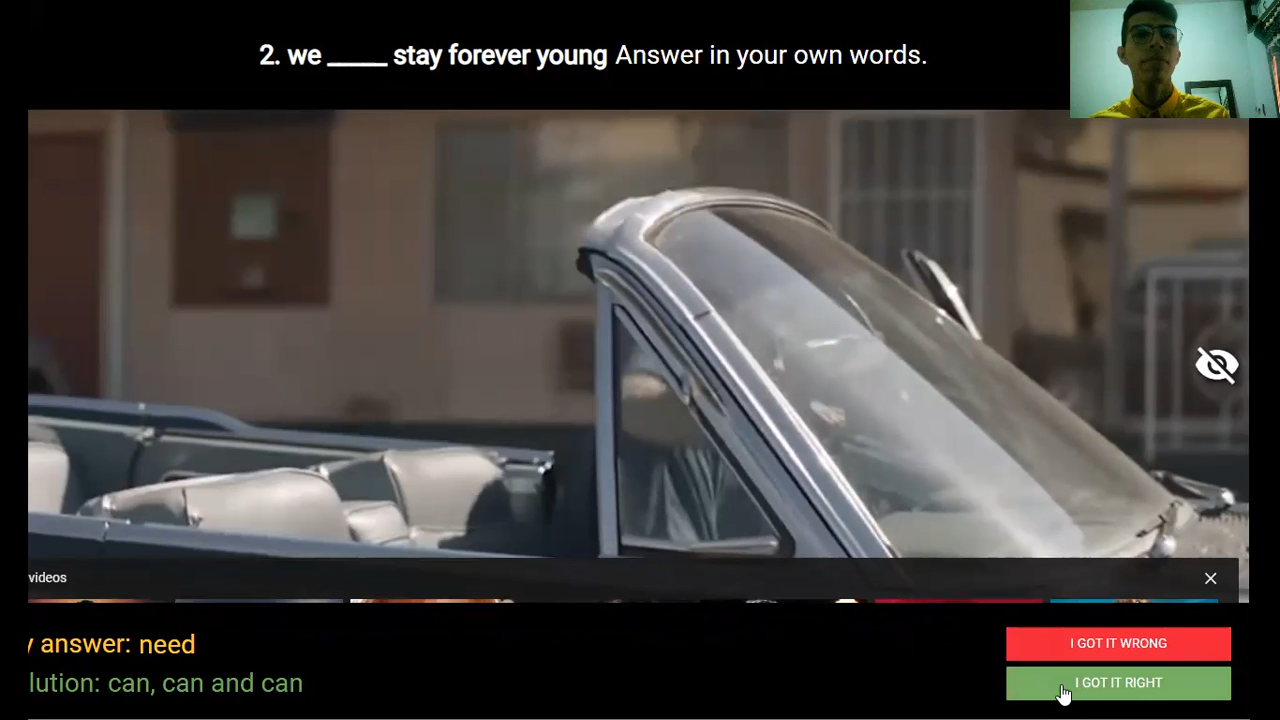 2. we _____ stay forever young Answer in your own words.
videos
y answer: need
lution: can, can and can
I GOT IT WRONG
I GOT IT RIGHT